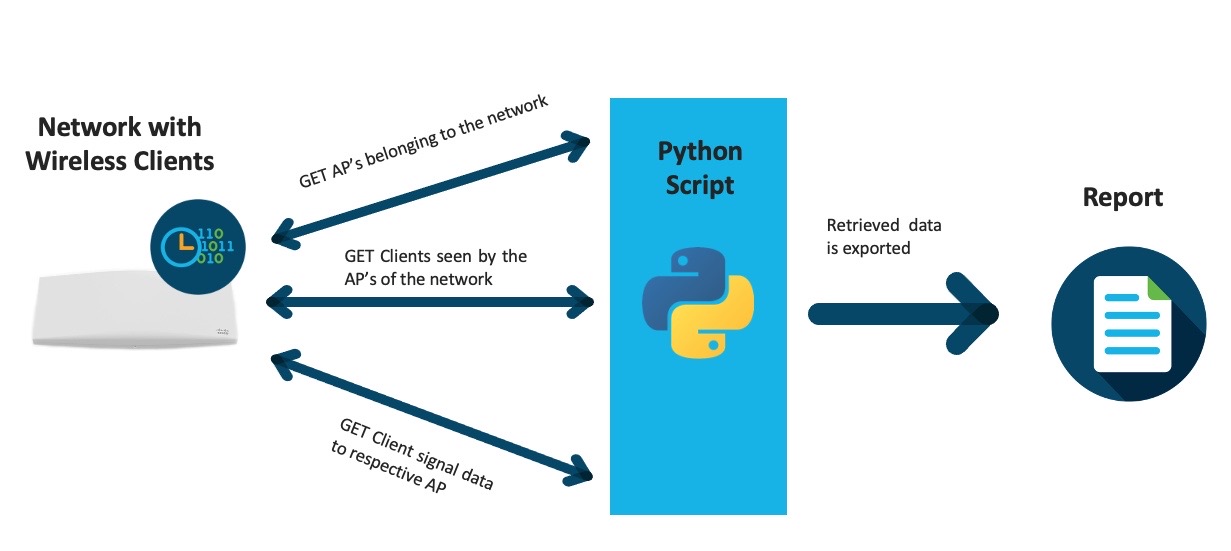 Network with
Wireless Clients
110
1011
010
GET AP's belonging to the network
GET Clients seen by the
AP's of the network
GET Client signal data
to respective AP
Python
Script
Retrieved data
is exported
Report